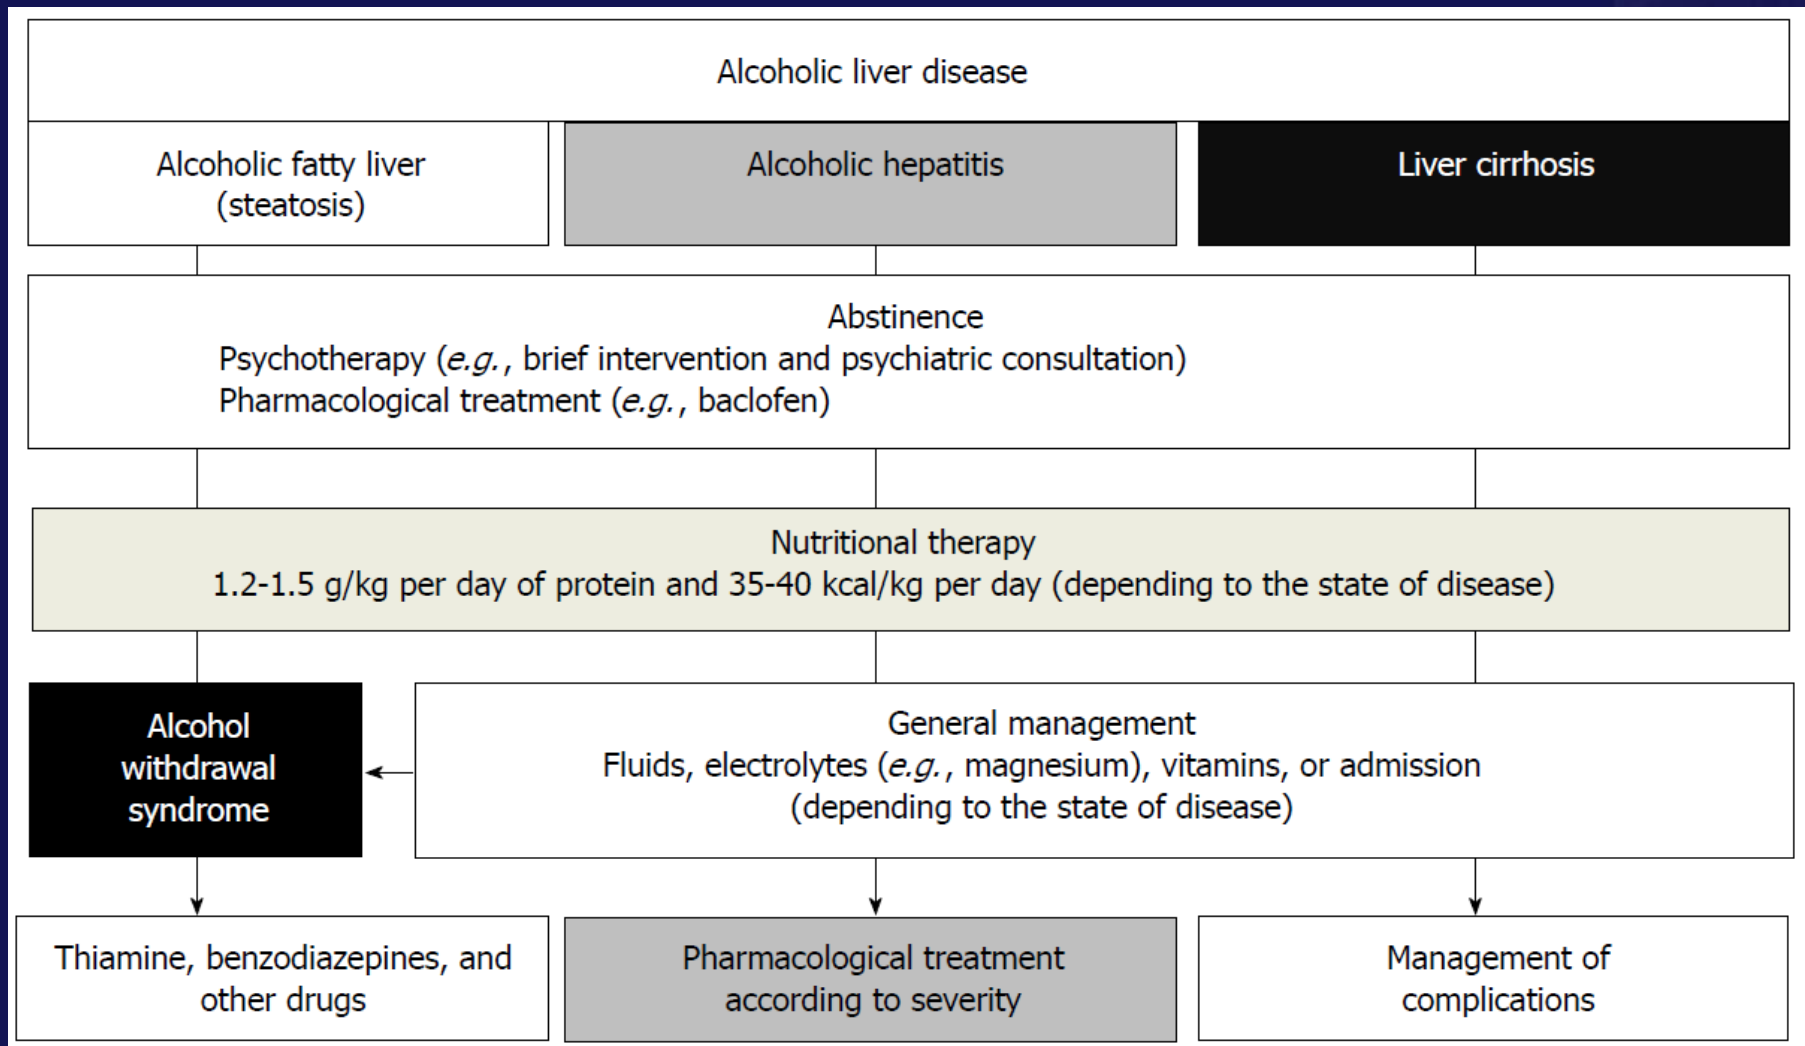 Alcoholic liver disease
Alcoholic fatty liver
(steatosis)
Alcoholic hepatitis
Liver cirrhosis
Abstinence
Psychotherapy (e.g., brief intervention and psychiatric consultation)
Pharmacological treatment (e.g., baclofen)
Nutritional therapy
1.2-1.5 g/kg per day of protein and 35-40 kcal/kg per day (depending to the state of disease)
Alcohol
withdrawal
syndrome
General management
Fluids, electrolytes (e.g., magnesium), vitamins, or admission
(depending to the state of disease)
Thiamine, benzodiazepines, and
other drugs
Pharmacological treatment
according to severity
Management of
complications